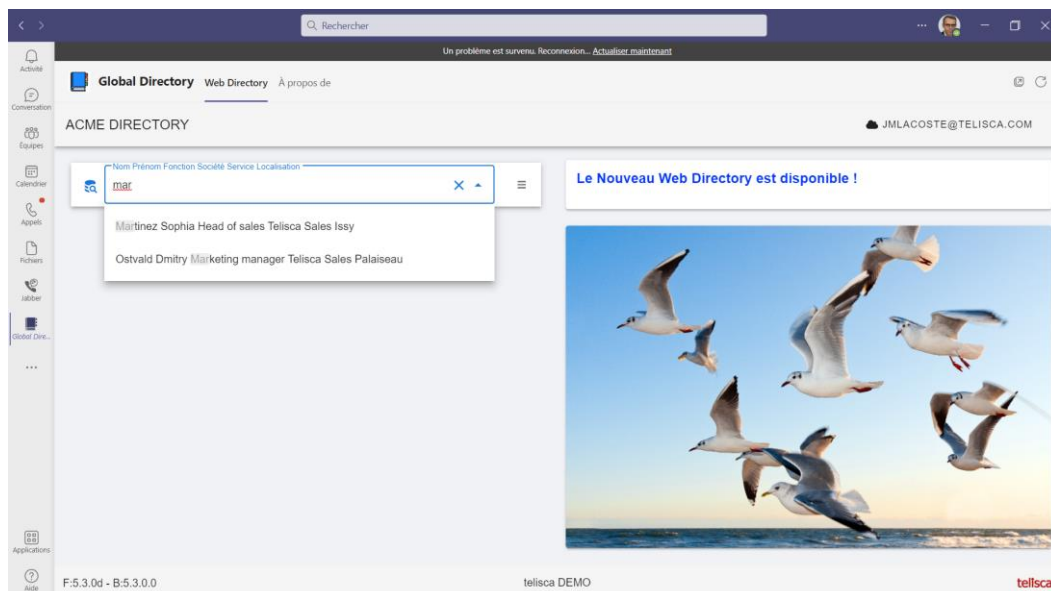 Rechercher
Un problème est survenu. Reconnexion... Actualiser maintenant
Activité
Conversation
Équipes
Calendrier
Appels
Fichiers
Jabber
Global Dire...
Applications
Aide
Global Directory Web Directory À propos de
ACME DIRECTORY
JMLACOSTE@TELISCA.COM
Nom Prénom Fonction Société Service Localisation
mar
Martinez Sophia Head of sales Telisca Sales Issy
Ostvald Dmitry Marketing manager Telisca Sales Palaiseau
Le Nouveau Web Directory est disponible !
F:5.3.0d - B:5.3.0.0
telisca DEMO
telisca